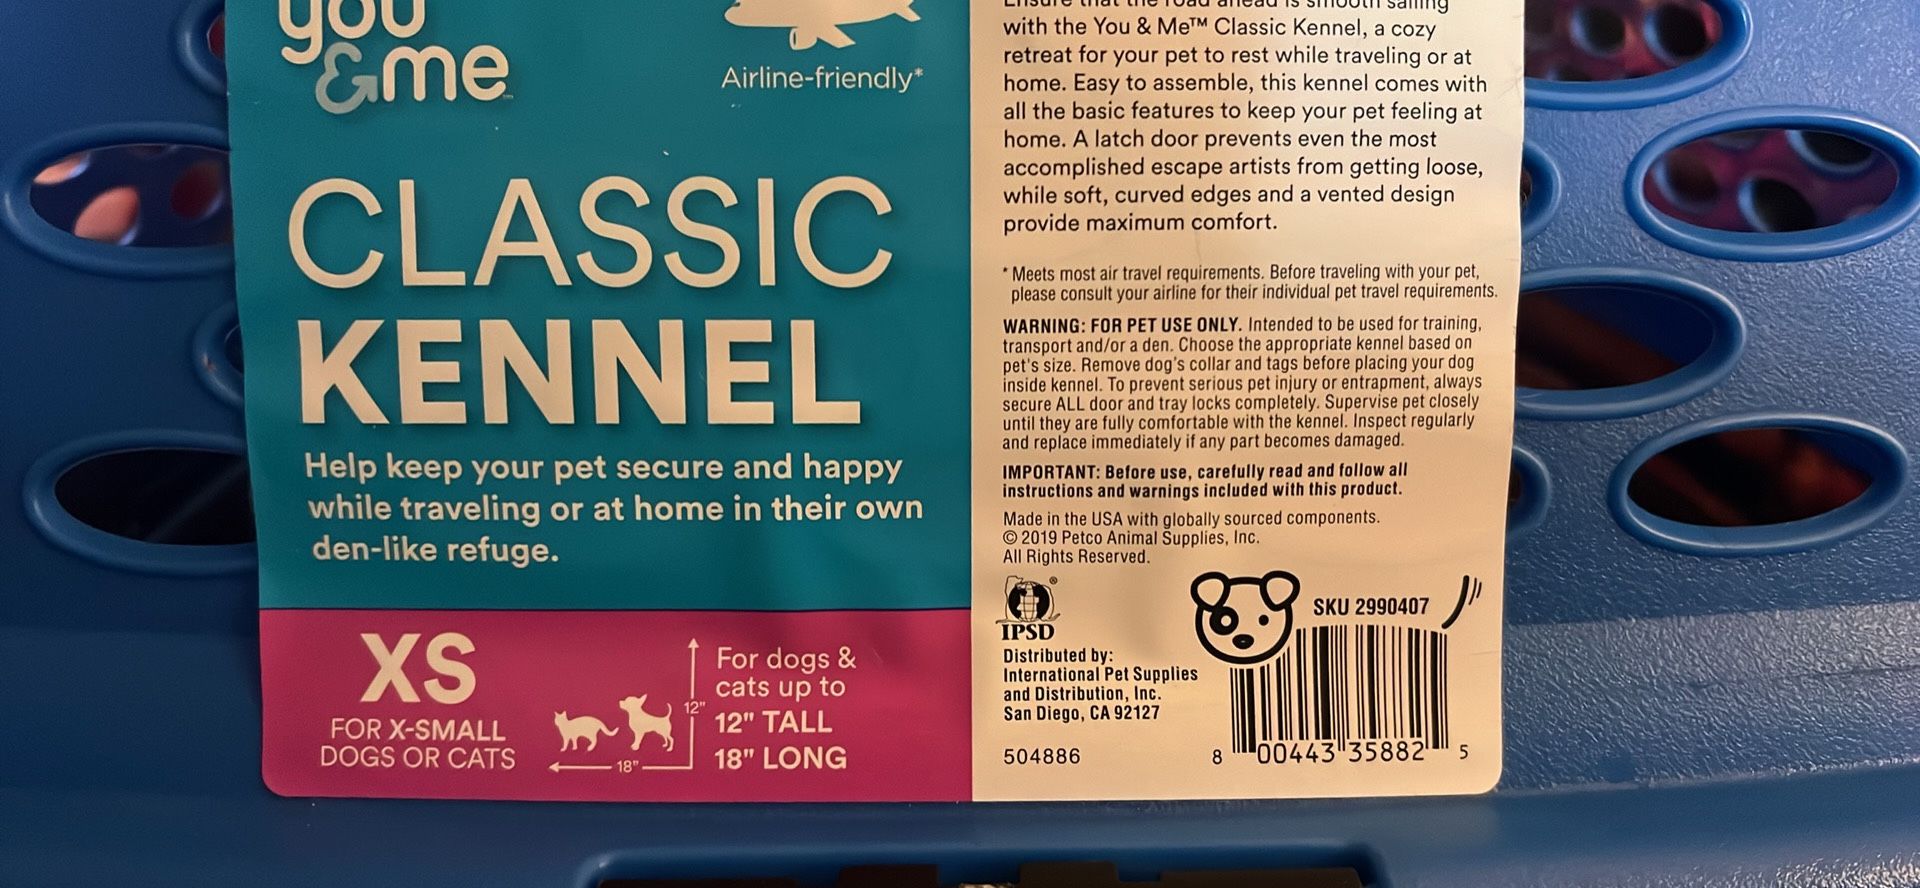 you
&me
Airline-friendly*
CLASSIC
KENNEL
Help keep your pet secure and happy
while traveling or at home in their own
den-like refuge.
XS
FOR X-SMALL
DOGS OR CATS
12"
18"
For dogs &
cats up to
12" TALL
18" LONG
Ensure that the road ahead is smooth sailing
with the You & Me™ Classic Kennel, a cozy
retreat for your pet to rest while traveling or at
home. Easy to assemble, this kennel comes with
all the basic features to keep your pet feeling at
home. A latch door prevents even the most
accomplished escape artists from getting loose,
while soft, curved edges and a vented design
provide maximum comfort.
* Meets most air travel requirements. Before traveling with your pet,
please consult your airline for their individual pet travel requirements.
WARNING: FOR PET USE ONLY. Intended to be used for training,
transport and/or a den. Choose the appropriate kennel based on
pet's size. Remove dog's collar and tags before placing your dog
inside kennel. To prevent serious pet injury or entrapment, always
secure ALL door and tray locks completely. Supervise pet closely
until they are fully comfortable with the kennel. Inspect regularly
and replace immediately if any part becomes damaged.
IMPORTANT: Before use, carefully read and follow all
instructions and warnings included with this product.
Made in the USA with globally sourced components.
© 2019 Petco Animal Supplies, Inc.
All Rights Reserved.
®
IPSD
Distributed by:
International Pet Supplies
and Distribution, Inc.
San Diego, CA 92127
504886
SKU 2990407
8 00443 35882 5